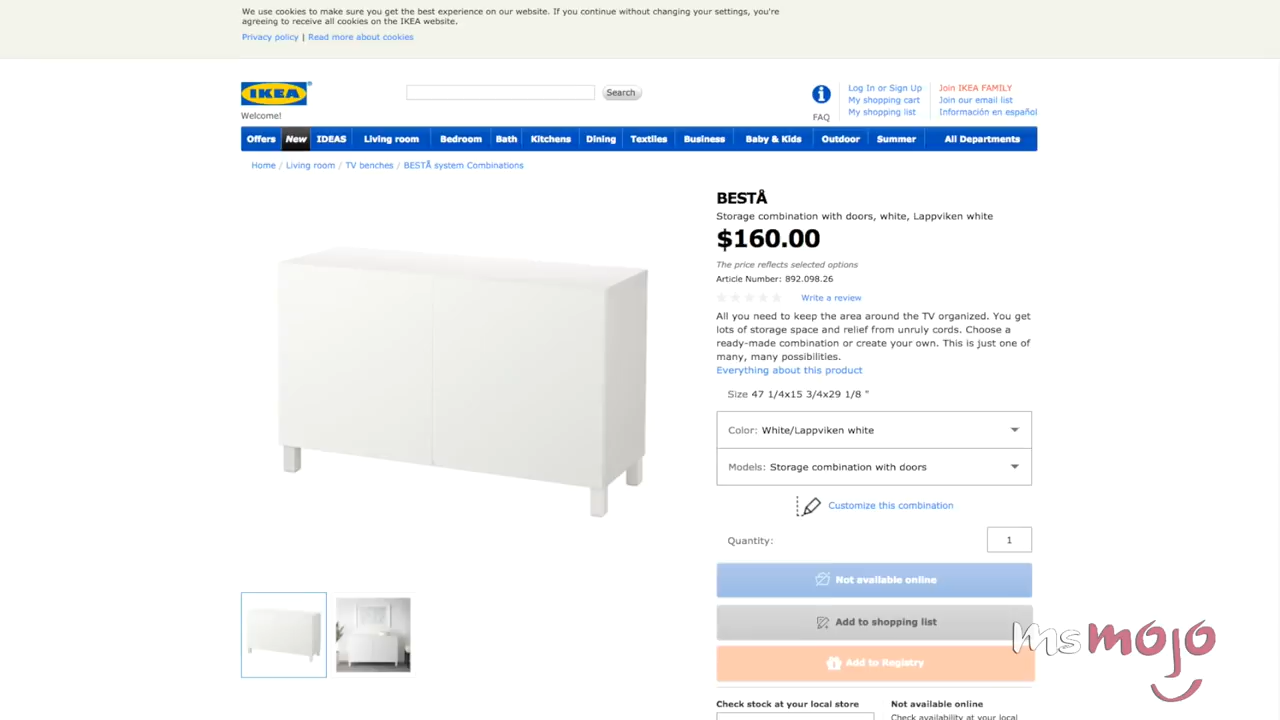 We use cookies to make sure you get the best experience on our website. If you continue without changing your settings, you're
agreeing to receive all cookies on the IKEA website.
Privacy policy | Read more about cookies
IKEA
Search
Welcome!
FAQ
Log In or Sign Up
My shopping cart
My shopping list
Join IKEA FAMILY
Join our email list
Información en español
Offers New IDEAS Living room Bedroom Bath Kitchens Dining Textiles Business Baby & Kids Outdoor Summer All Departments
Home / Living room / TV benches / BESTÅ system Combinations
BESTÅ
Storage combination with doors, white, Lappviken white
$160.00
The price reflects selected options
Article Number: 892.098.26
Write a review
All you need to keep the area around the TV organized. You get
lots of storage space and relief from unruly cords. Choose a
ready-made combination or create your own. This is just one of
many, many possibilities.
Everything about this product
Size 47 1/4x15 3/4x29 1/8 "
Color: White/Lappviken white
Models: Storage combination with doors
Customize this combination
Quantity: 1
Not available online
Add to shopping list
Add to Registry
msmojo
Check stock at your local store
Not available online
Check availability at your local